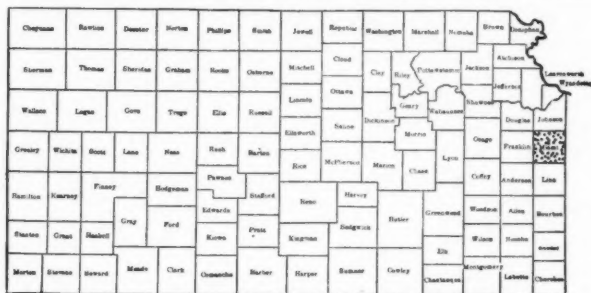 Cheyenne Rawlins Decatur Norton Phillips Smith Jewell Republic Washington Marshall Nemaha Brown Doniphan
Sherman Thomas Sheridan Graham Rooks Osborne Mitchell Cloud Clay Riley Pottawatomie Jackson Atchison
Jefferson Leavenworth
Wyandotte
Wallace Logan Gove Trego Ellis Russell Lincoln Ottawa Dickinson Geary Wabaunsee Shawnee Douglas Johnson
Ellsworth Saline Morris
Greeley Wichita Scott Lane Ness Rush Barton Rice McPherson Marion Chase Lyon Osage Franklin
Hamilton Kearney Finney Hodgeman Pawnee Stafford Reno Harvey Coffey Anderson Linn
Gray Ford Edwards Sedgwick Butler Greenwood Woodson Allen Bourbon
Stanton Grant Haskell Kiowa Pratt Kingman Elk Wilson Neosho
Morton Stevens Seward Meade Clark Comanche Barber Harper Sumner Cowley Chautauqua Montgomery Labette Cherokee